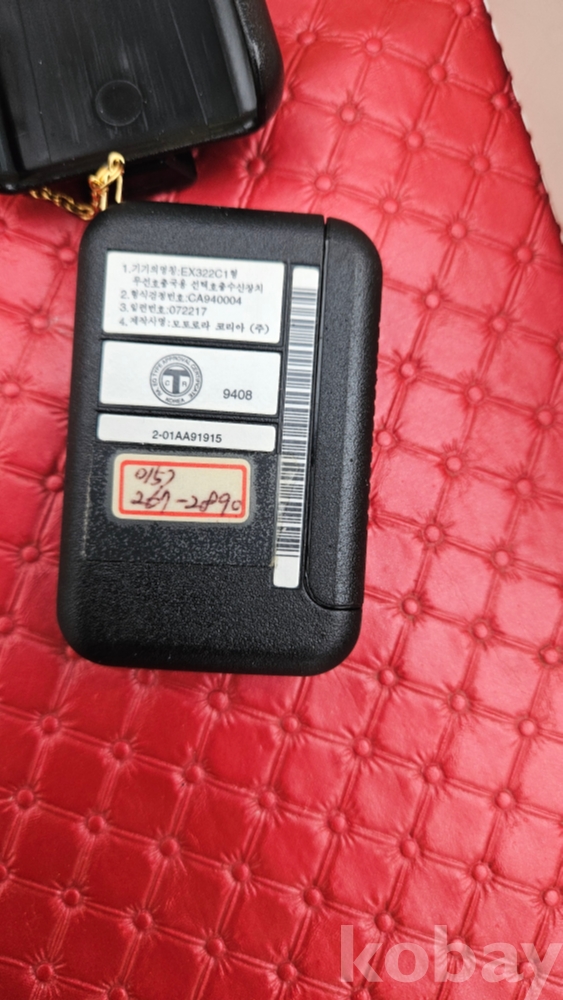 1.기기의명칭:EX322C1형
무선호출국용 선택호출수신장치
2.형식검정번호:CA940004
3.일련번호:072217
4.제작사명:모토로라 코리아 (주)
9408
2-01AA91915
0157
267-2890
kobay